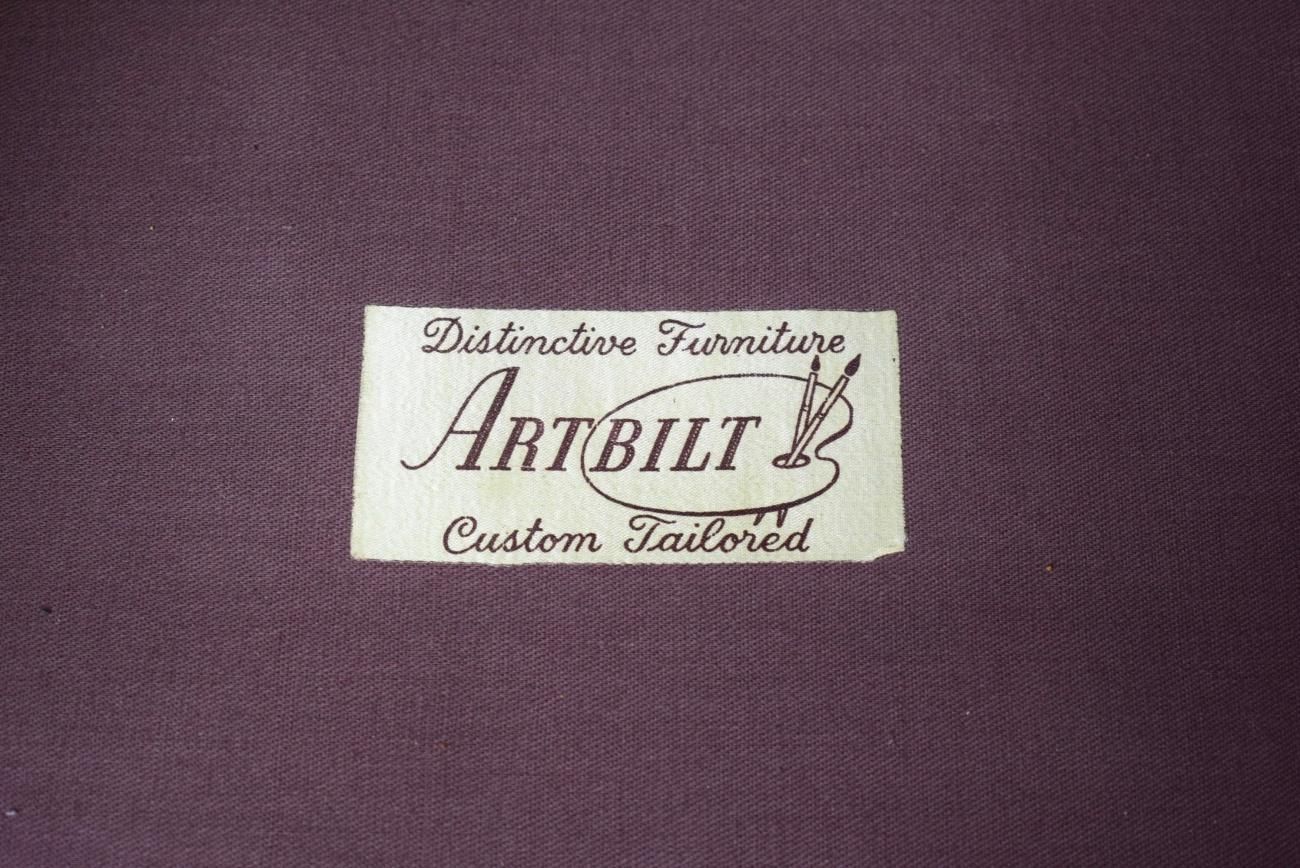 Distinctive Furniture
ARTBILT
Custom Tailored